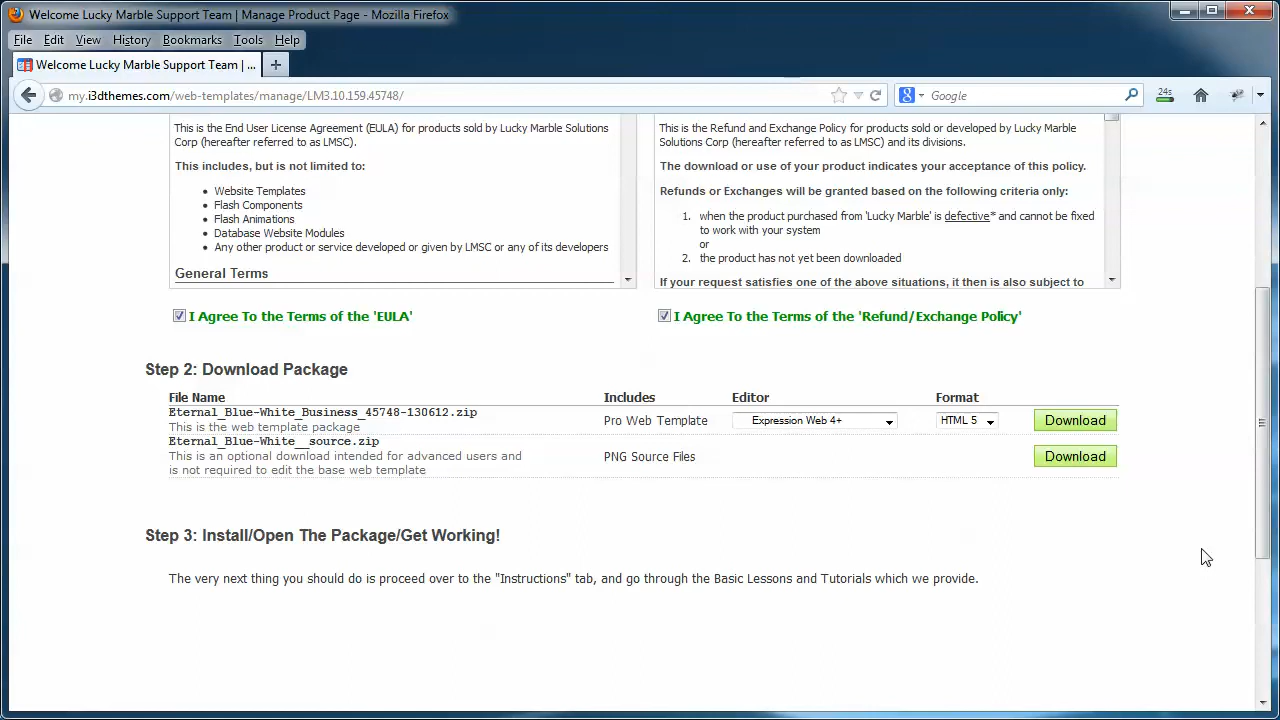 Welcome Lucky Marble Support Team | Manage Product Page - Mozilla Firefox
File Edit View History Bookmarks Tools Help
Welcome Lucky Marble Support Team | ...
my.i3dthemes.com/web-templates/manage/LM3.10.159.45748/
Google
24s
This is the End User License Agreement (EULA) for products sold by Lucky Marble Solutions
Corp (hereafter referred to as LMSC).
This includes, but is not limited to:
• Website Templates
• Flash Components
• Flash Animations
• Database Website Modules
• Any other product or service developed or given by LMSC or any of its developers
General Terms
This is the Refund and Exchange Policy for products sold or developed by Lucky Marble
Solutions Corp (hereafter referred to as LMSC) and its divisions.
The download or use of your product indicates your acceptance of this policy.
Refunds or Exchanges will be granted based on the following criteria only:
1. when the product purchased from 'Lucky Marble' is defective* and cannot be fixed
to work with your system
or
2. the product has not yet been downloaded
If your request satisfies one of the above situations, it then is also subject to
I Agree To the Terms of the 'EULA'
I Agree To the Terms of the 'Refund/Exchange Policy'
Step 2: Download Package
File Name Includes Editor Format
Eternal_Blue-White_Business_45748-130612.zip
This is the web template package
Pro Web Template Expression Web 4+ HTML 5 Download
Eternal_Blue-White__source.zip
This is an optional download intended for advanced users and
is not required to edit the base web template
PNG Source Files Download
Step 3: Install/Open The Package/Get Working!
The very next thing you should do is proceed over to the "Instructions" tab, and go through the Basic Lessons and Tutorials which we provide.